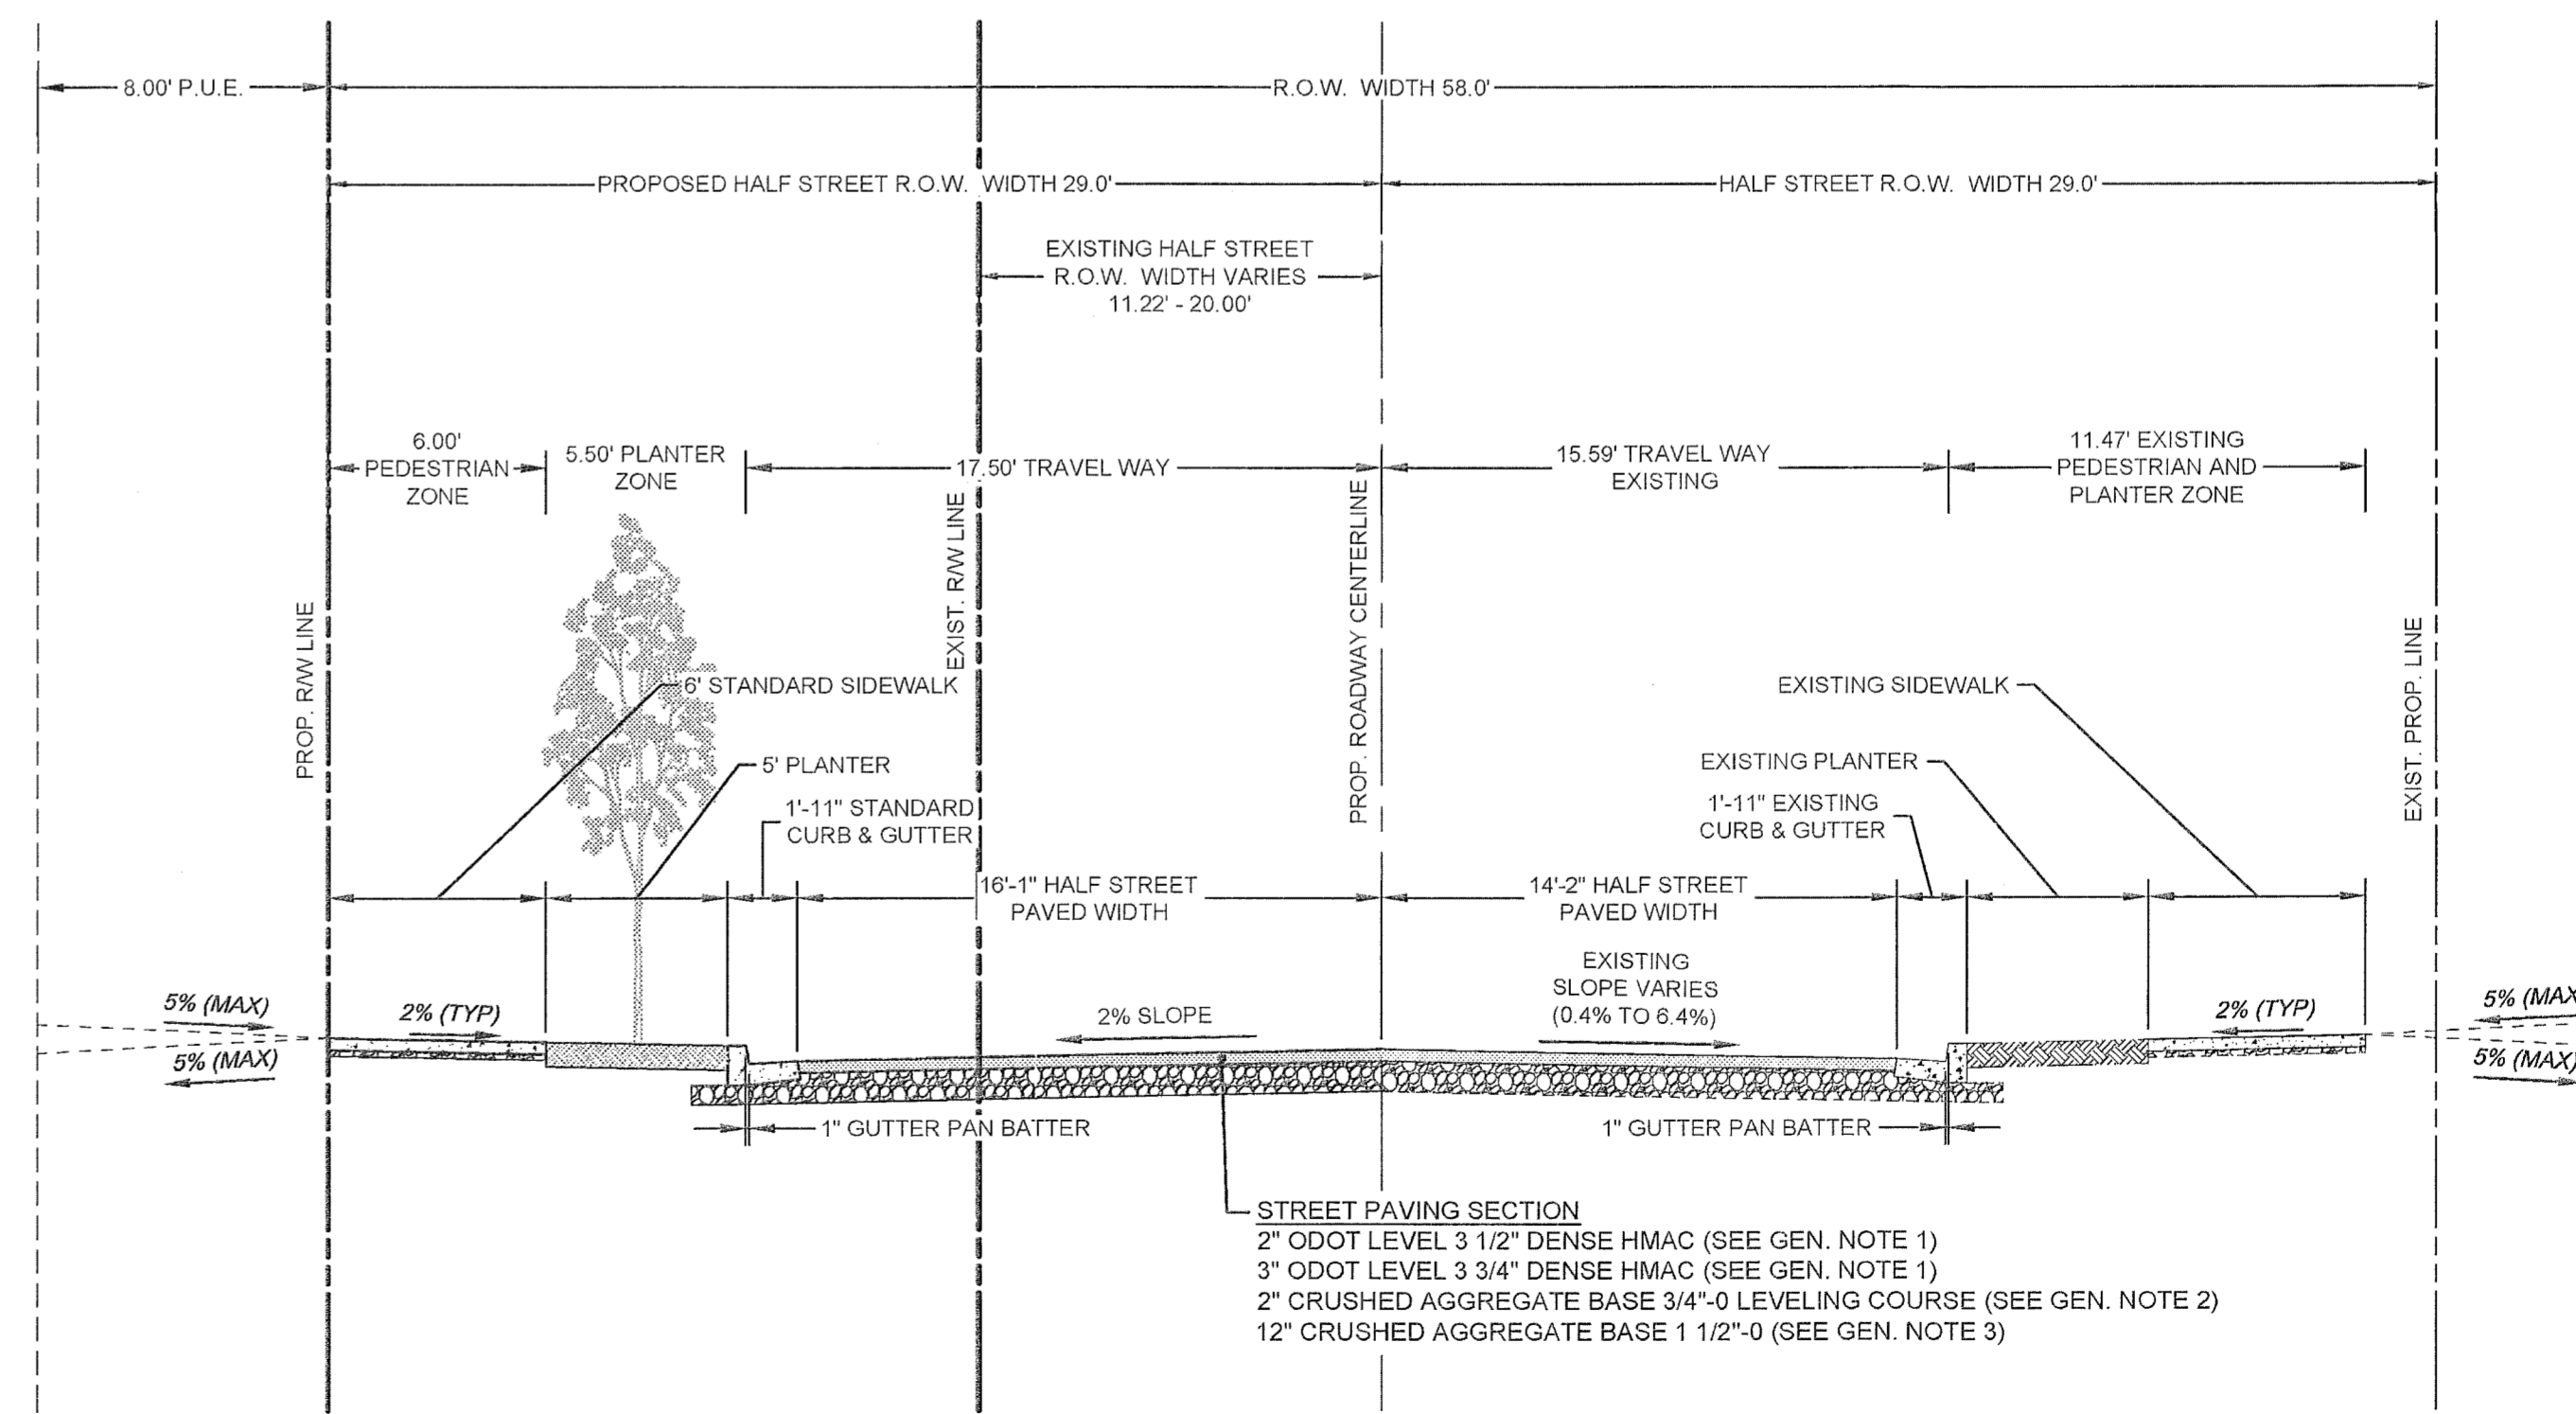 8.00' P.U.E.
R.O.W. WIDTH 58.0'
PROPOSED HALF STREET R.O.W. WIDTH 29.0'
HALF STREET R.O.W. WIDTH 29.0'
EXISTING HALF STREET
R.O.W. WIDTH VARIES
11.22' - 20.00'
6.00'
PEDESTRIAN
ZONE
5.50' PLANTER
ZONE
17.50' TRAVEL WAY
15.59' TRAVEL WAY
EXISTING
11.47' EXISTING
PEDESTRIAN AND
PLANTER ZONE
PROP. R/W LINE
EXIST. R/W LINE
PROP. ROADWAY CENTERLINE
EXIST. PROP. LINE
6' STANDARD SIDEWALK
EXISTING SIDEWALK
5' PLANTER
EXISTING PLANTER
1'-11" STANDARD
CURB & GUTTER
1'-11" EXISTING
CURB & GUTTER
16'-1" HALF STREET
PAVED WIDTH
14'-2" HALF STREET
PAVED WIDTH
EXISTING
SLOPE VARIES
(0.4% TO 6.4%)
5% (MAX)
2% (TYP)
2% SLOPE
2% (TYP)
5% (MAX
5% (MAX)
5% (MAX)
1" GUTTER PAN BATTER
1" GUTTER PAN BATTER
STREET PAVING SECTION
2" ODOT LEVEL 3 1/2" DENSE HMAC (SEE GEN. NOTE 1)
3" ODOT LEVEL 3 3/4" DENSE HMAC (SEE GEN. NOTE 1)
2" CRUSHED AGGREGATE BASE 3/4"-0 LEVELING COURSE (SEE GEN. NOTE 2)
12" CRUSHED AGGREGATE BASE 1 1/2"-0 (SEE GEN. NOTE 3)